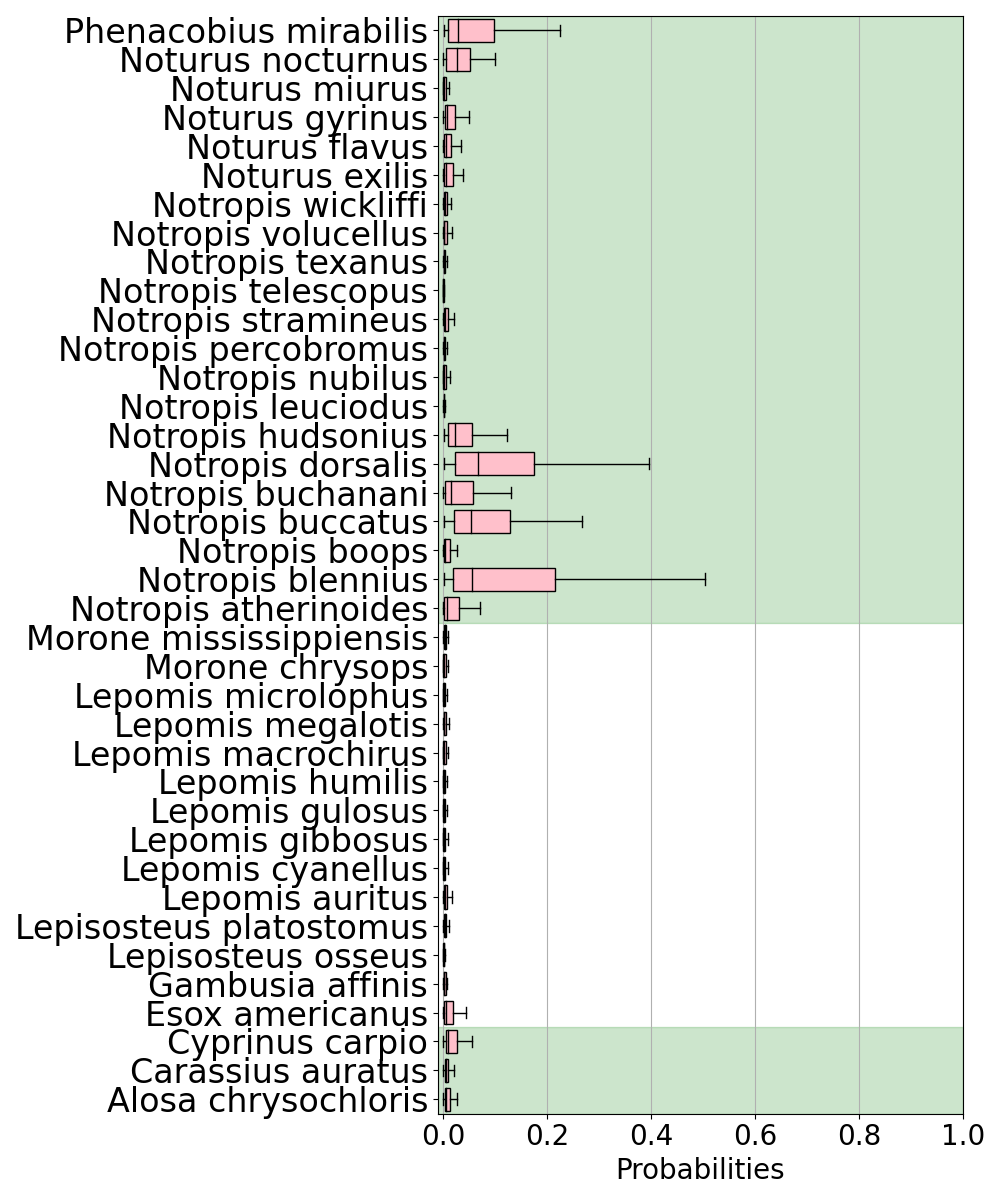 Phenacobius mirabilis
Noturus nocturnus
Noturus miurus
Noturus gyrinus
Noturus flavus
Noturus exilis
Notropis wickliffi
Notropis volucellus
Notropis texanus
Notropis telescopus
Notropis stramineus
Notropis percobromus
Notropis nubilus
Notropis leuciodus
Notropis hudsonius
Notropis dorsalis
Notropis buchanani
Notropis buccatus
Notropis boops
Notropis blennius
Notropis atherinoides
Morone mississippiensis
Morone chrysops
Lepomis microlophus
Lepomis megalotis
Lepomis macrochirus
Lepomis humilis
Lepomis gulosus
Lepomis gibbosus
Lepomis cyanellus
Lepomis auritus
Lepisosteus platostomus
Lepisosteus osseus
Gambusia affinis
Esox americanus
Cyprinus carpio
Carassius auratus
Alosa chrysochloris
0.0 0.2 0.4 0.6 0.8 1.0
Probabilities